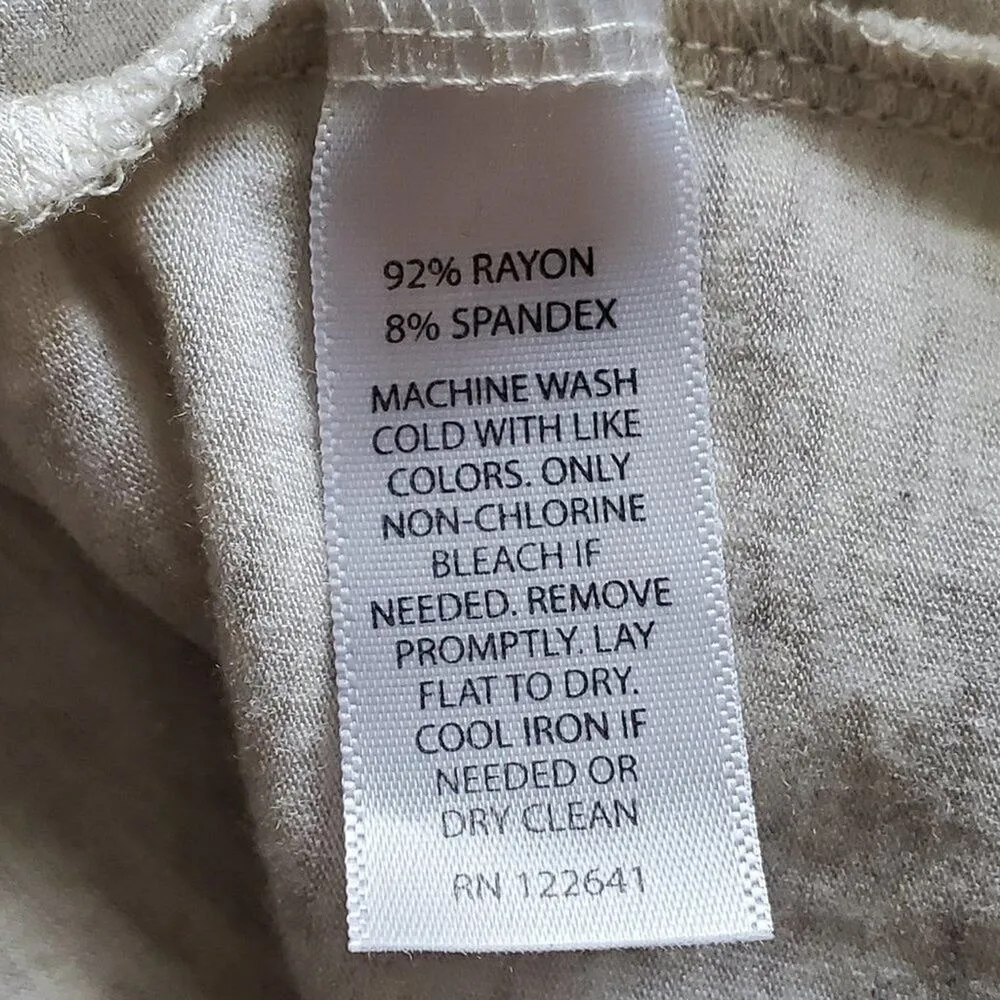 92% RAYON
8% SPANDEX
MACHINE WASH
COLD WITH LIKE
COLORS. ONLY
NON-CHLORINE
BLEACH IF
NEEDED. REMOVE
PROMPTLY. LAY
FLAT TO DRY.
COOL IRON IF
NEEDED OR
DRY CLEAN
RN 122641